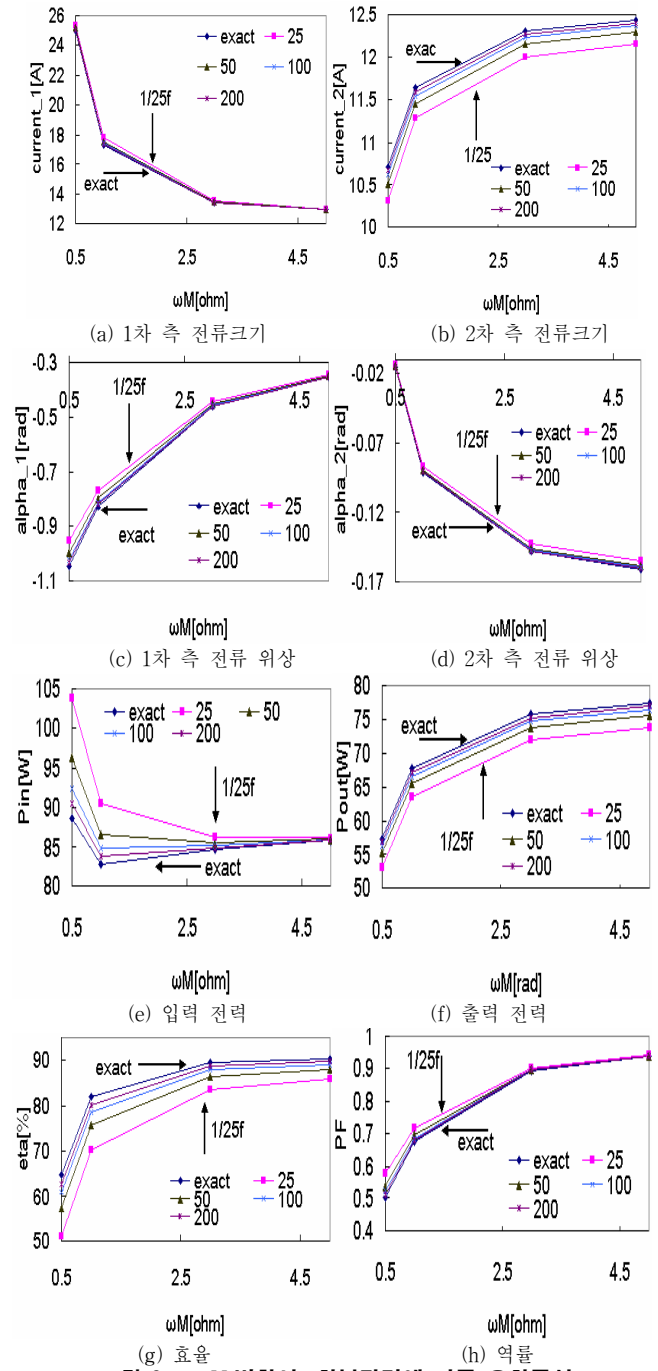 26
24
22
20
18
16
14
12
current_1[A]
exact 25
50 100
200
1/25f
exact
0.5 2.5 4.5
ωM[ohm]
(a) 1차 측 전류크기
12.5
12
11.5
11
10.5
10
current_2[A]
exac
1/25
exact 25
50 100
200
0.5 2.5 4.5
ωM[ohm]
(b) 2차 측 전류크기
-0.3
-0.5
-0.7
-0.9
-1.1
alpha_1[rad]
0.5 2.5 4.5
1/25f
exact
exact 25
50 100
200
ωM[ohm]
(c) 1차 측 전류 위상
-0.02
-0.07
-0.12
-0.17
alpha_2[rad]
0.5 2.5 4.5
1/25f
exact 25
50 100
200
exact
ωM[ohm]
(d) 2차 측 전류 위상
105
100
95
90
85
80
Pin[W]
exact 25 50
100 200
1/25f
exact
0.5 2.5 4.5
ωM[ohm]
(e) 입력 전력
80
75
70
65
60
55
50
Pout[W]
exact
1/25f
exact 25
50 100
200
0.5 2.5 4.5
ωM[rad]
(f) 출력 전력
90
80
70
60
50
eta[%]
exact
1/25f
exact 25
50 100
200
0.5 2.5 4.5
ωM[ohm]
(g) 효율
1
0.9
0.8
0.7
0.6
0.5
0.4
PF
1/25f
exact
exact 25
50 100
200
0.5 2.5 4.5
ωM[ohm]
(h) 역률